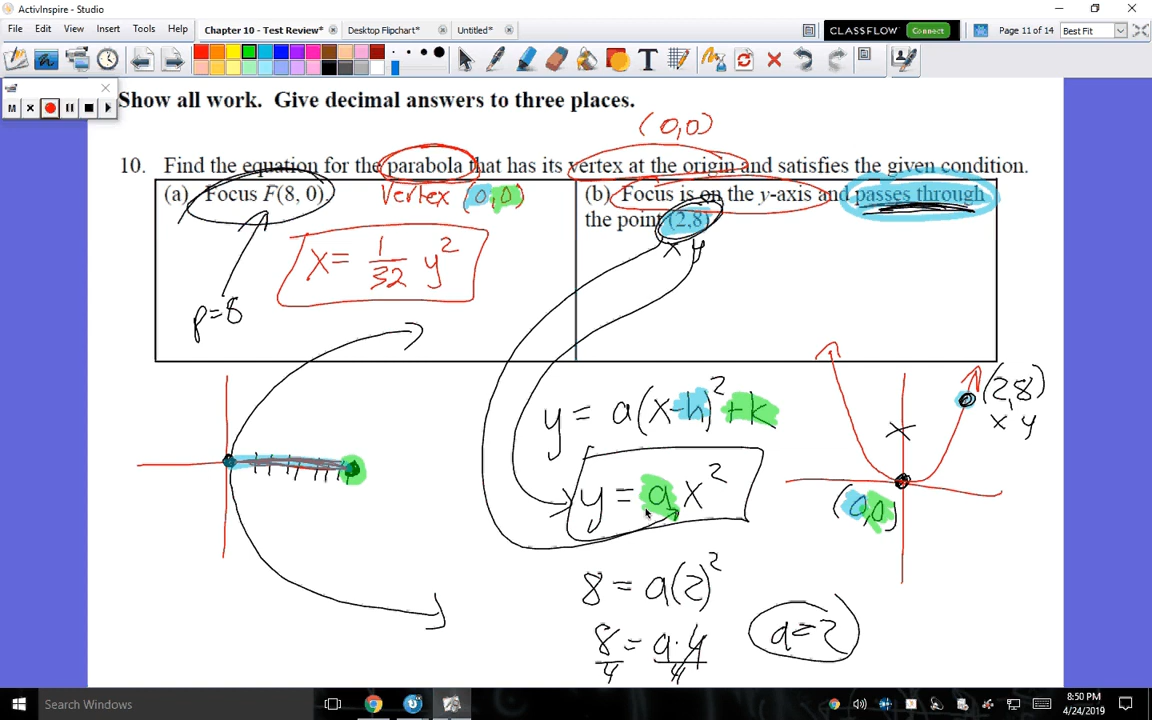 ActivInspire - Studio
File Edit View Insert Tools Help
Chapter 10 - Test Review* Desktop Flipchart* Untitled*
CLASSFLOW Connect
Page 11 of 14 Best Fit
Show all work. Give decimal answers to three places.
(0,0)
10. Find the equation for the parabola that has its vertex at the origin and satisfies the given condition.
(a) Focus F(8, 0). Vertex (0,0)
(b) Focus is on the y-axis and passes through
the point (2,8)
x y
x = 1/32 y²
p=8
y = a(x-h)²+k
(2,8)
x y
y = a x²
(0,0)
8 = a(2)²
8/4 = a·4/4
a=2
Search Windows
8:50 PM
4/24/2019